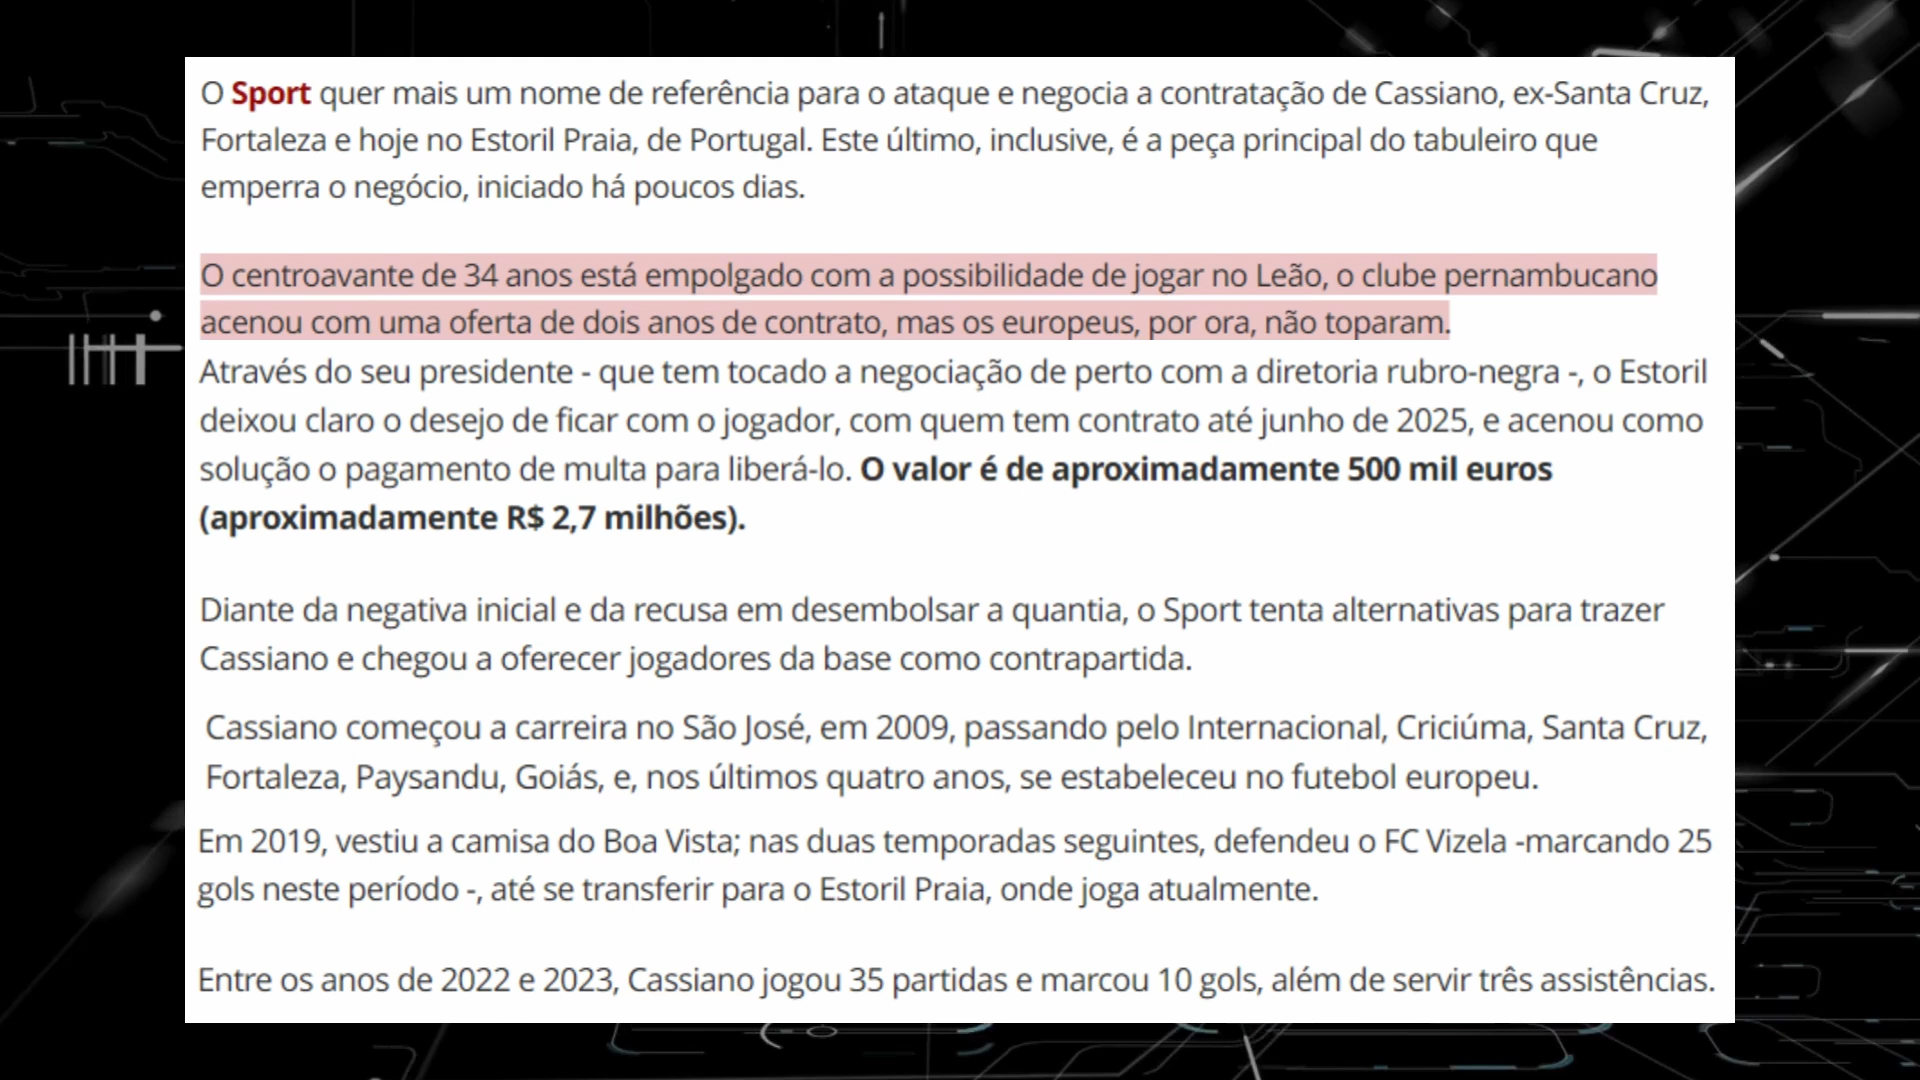 O Sport quer mais um nome de referência para o ataque e negocia a contratação de Cassiano, ex-Santa Cruz,
Fortaleza e hoje no Estoril Praia, de Portugal. Este último, inclusive, é a peça principal do tabuleiro que
emperra o negócio, iniciado há poucos dias.
O centroavante de 34 anos está empolgado com a possibilidade de jogar no Leão, o clube pernambucano
acenou com uma oferta de dois anos de contrato, mas os europeus, por ora, não toparam.
Através do seu presidente - que tem tocado a negociação de perto com a diretoria rubro-negra -, o Estoril
deixou claro o desejo de ficar com o jogador, com quem tem contrato até junho de 2025, e acenou como
solução o pagamento de multa para liberá-lo. O valor é de aproximadamente 500 mil euros
(aproximadamente R$ 2,7 milhões).
Diante da negativa inicial e da recusa em desembolsar a quantia, o Sport tenta alternativas para trazer
Cassiano e chegou a oferecer jogadores da base como contrapartida.
Cassiano começou a carreira no São José, em 2009, passando pelo Internacional, Criciúma, Santa Cruz,
Fortaleza, Paysandu, Goiás, e, nos últimos quatro anos, se estabeleceu no futebol europeu.
Em 2019, vestiu a camisa do Boa Vista; nas duas temporadas seguintes, defendeu o FC Vizela -marcando 25
gols neste período -, até se transferir para o Estoril Praia, onde joga atualmente.
Entre os anos de 2022 e 2023, Cassiano jogou 35 partidas e marcou 10 gols, além de servir três assistências.